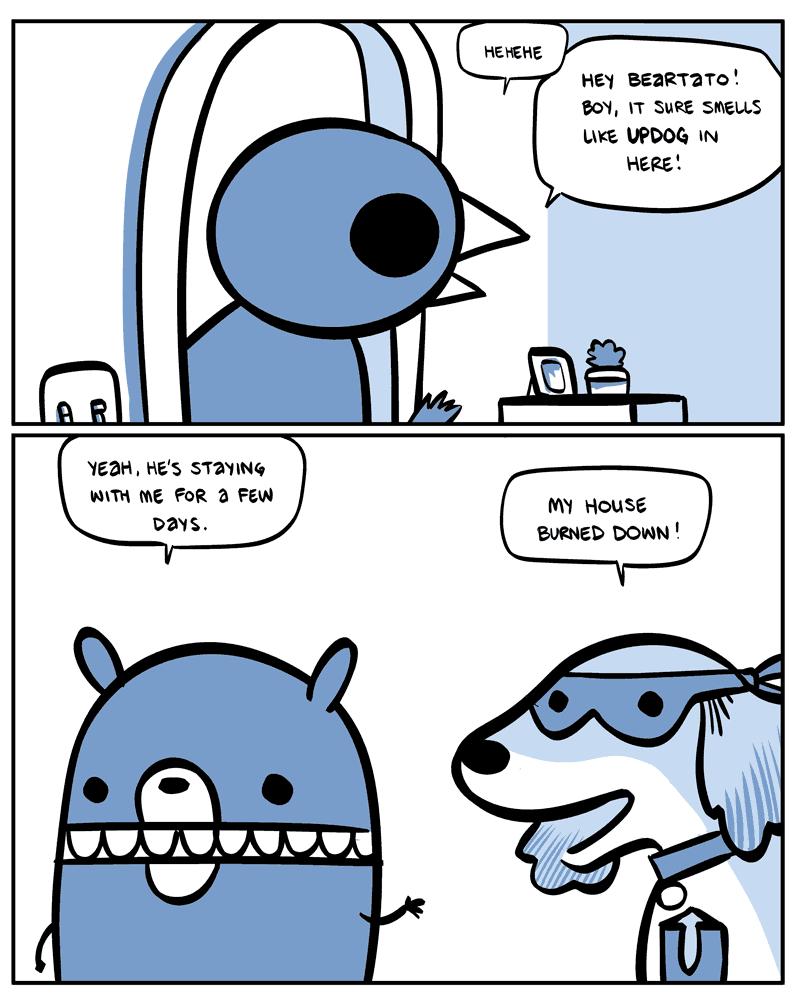 HEHEHE
HEY BEARTATO!
BOY, IT SURE SMELLS
LIKE UPDOG IN
HERE!
YEAH, HE'S STAYING
WITH ME FOR A FEW
DAYS.
MY HOUSE
BURNED DOWN!